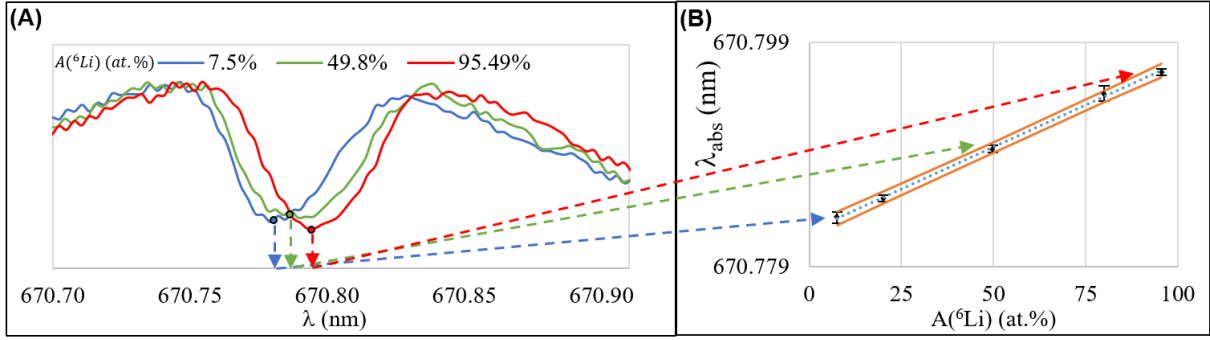 (A)
A(⁶Li) (at.%) 7.5% 49.8% 95.49%
670.70 670.75 670.80 670.85 670.90
λ (nm)
(B)
670.799
λabs (nm)
670.779
0 25 50 75 100
A(⁶Li) (at.%)